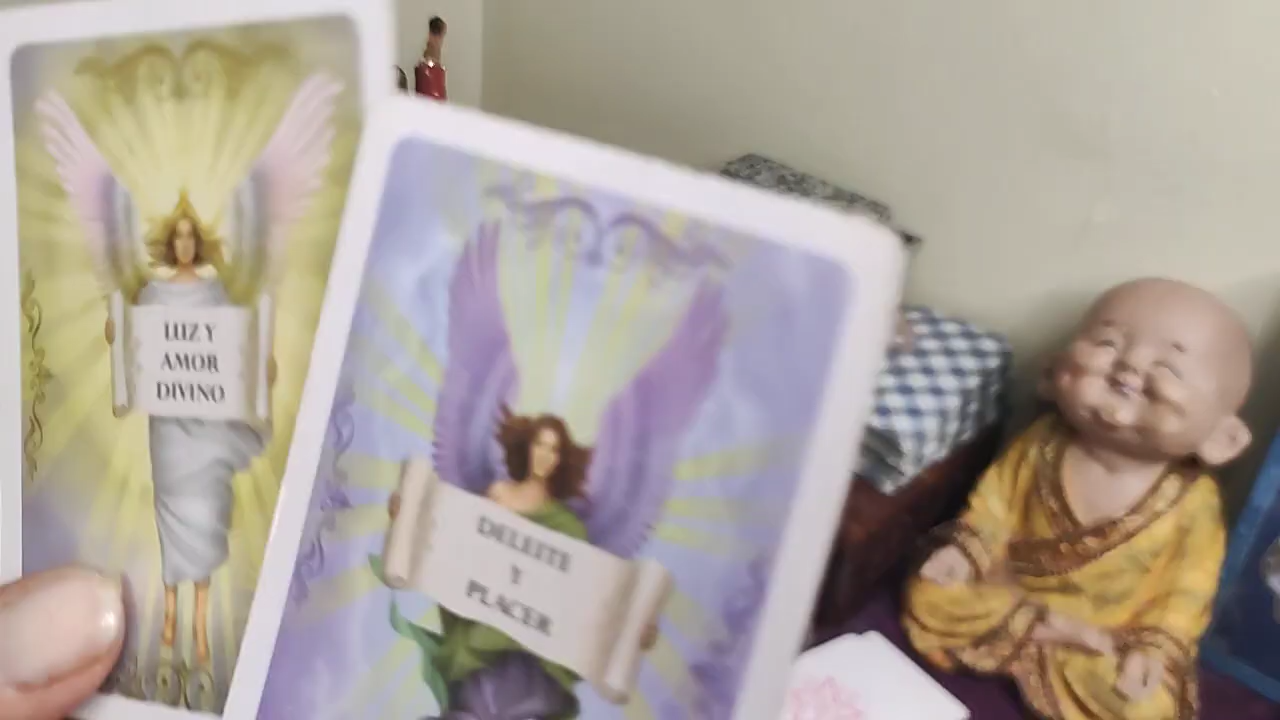 LUZ Y
AMOR
DIVINO
DELEITE
Y
PLACER